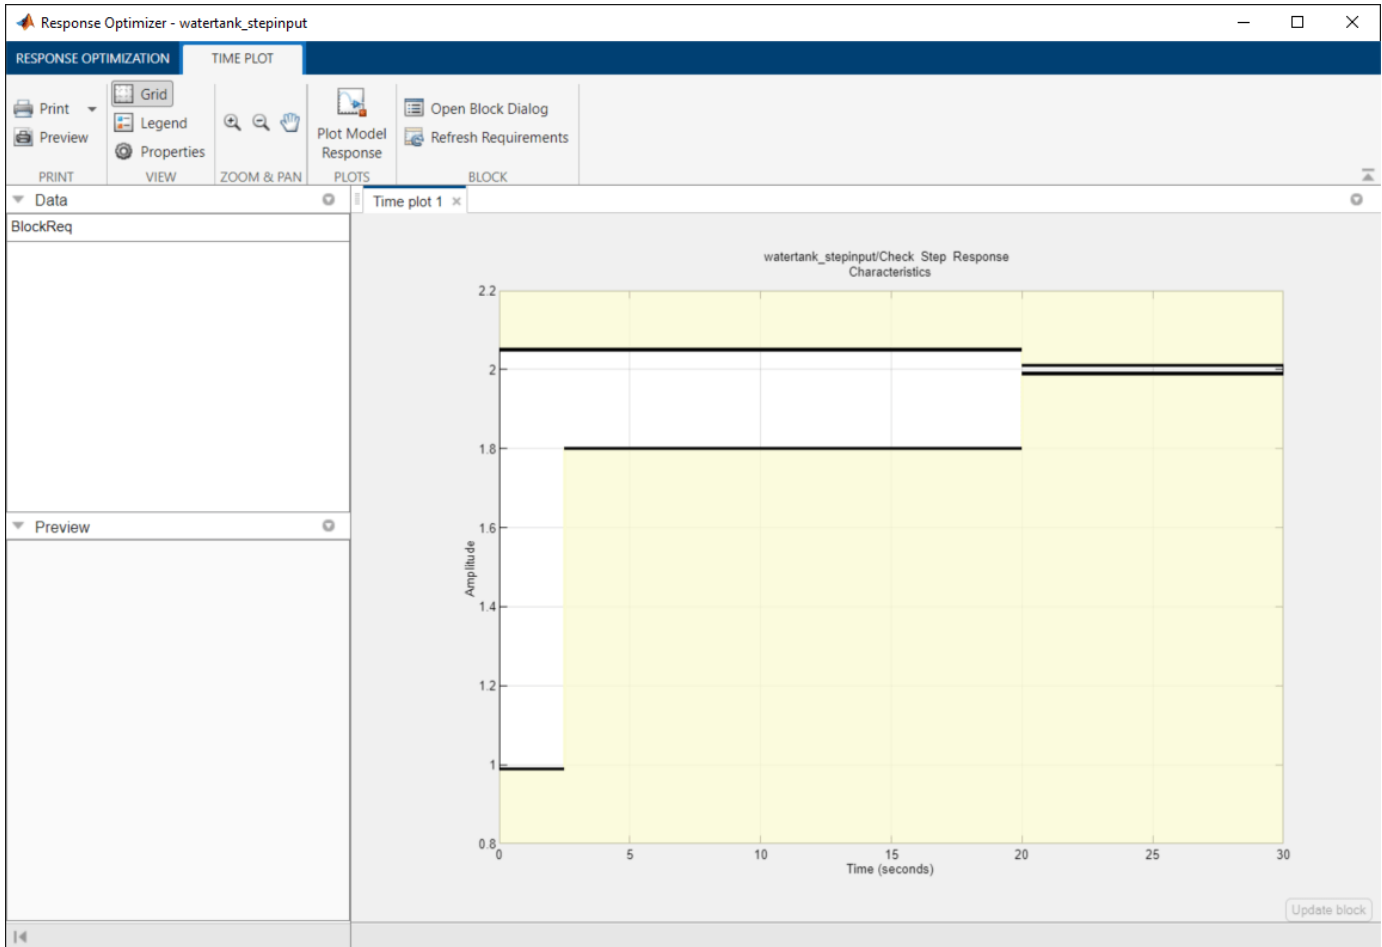 Response Optimizer - watertank_stepinput
RESPONSE OPTIMIZATION
TIME PLOT
Print
Preview
PRINT
Grid
Legend
Properties
VIEW
ZOOM & PAN
Plot Model
Response
PLOTS
Open Block Dialog
Refresh Requirements
BLOCK
Data
BlockReq
Preview
Time plot 1
watertank_stepinput/Check Step Response
Characteristics
2.2
2
1.8
1.6
1.4
1.2
1
0.8
Amplitude
0
5
10
15
20
25
30
Time (seconds)
Update block